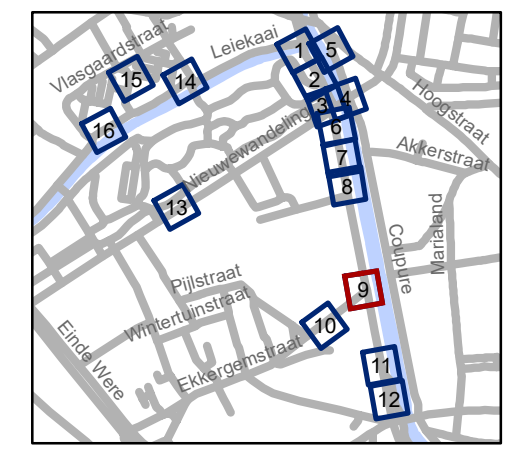 Vlasgaardstraat
Leiekaai
1
5
2
15
14
3
4
Hoogstraat
16
6
Nieuwewandeling
7
Akkerstraat
8
13
Marialand
Coupure
Pijlstraat
9
Wintertuinstraat
10
Einde Were
Ekkergemstraat
11
12